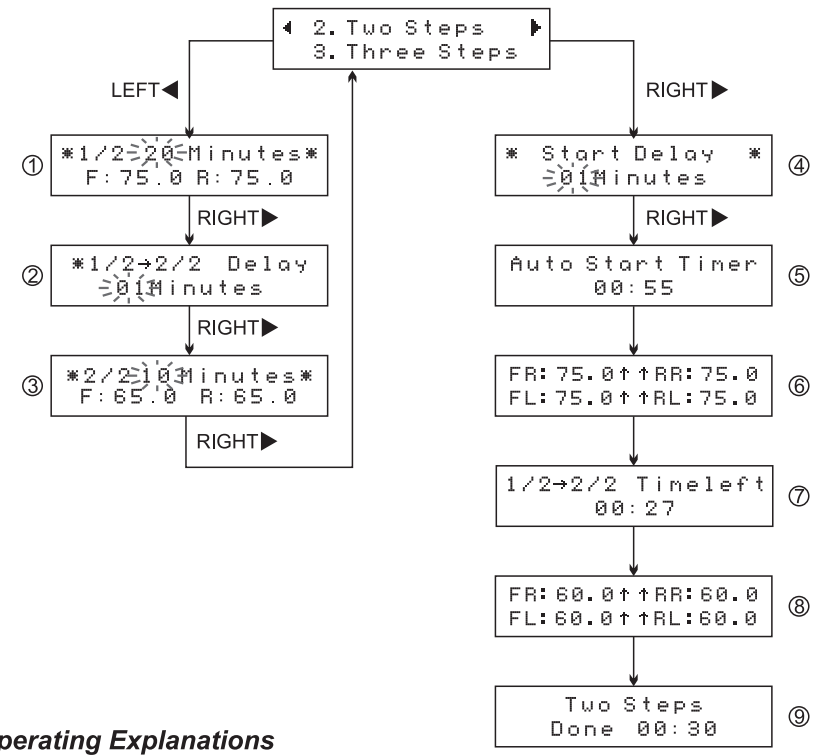 ◀ 2. Two Steps ▶
3. Three Steps
LEFT◀
RIGHT▶
① *1/2 20 Minutes*
F: 75.0 R: 75.0
RIGHT▶
② *1/2→2/2 Delay
01 Minutes
RIGHT▶
③ *2/2 10 Minutes*
F: 65.0 R: 65.0
RIGHT▶
* Start Delay * ④
01 Minutes
RIGHT▶
Auto Start Timer ⑤
00:55
FR: 75.0↑ ↑RR: 75.0 ⑥
FL: 75.0↑ ↑RL: 75.0
1/2→2/2 Timeleft ⑦
00:27
FR: 60.0↑ ↑RR: 60.0 ⑧
FL: 60.0↑ ↑RL: 60.0
Two Steps ⑨
Done 00:30
perating Explanations